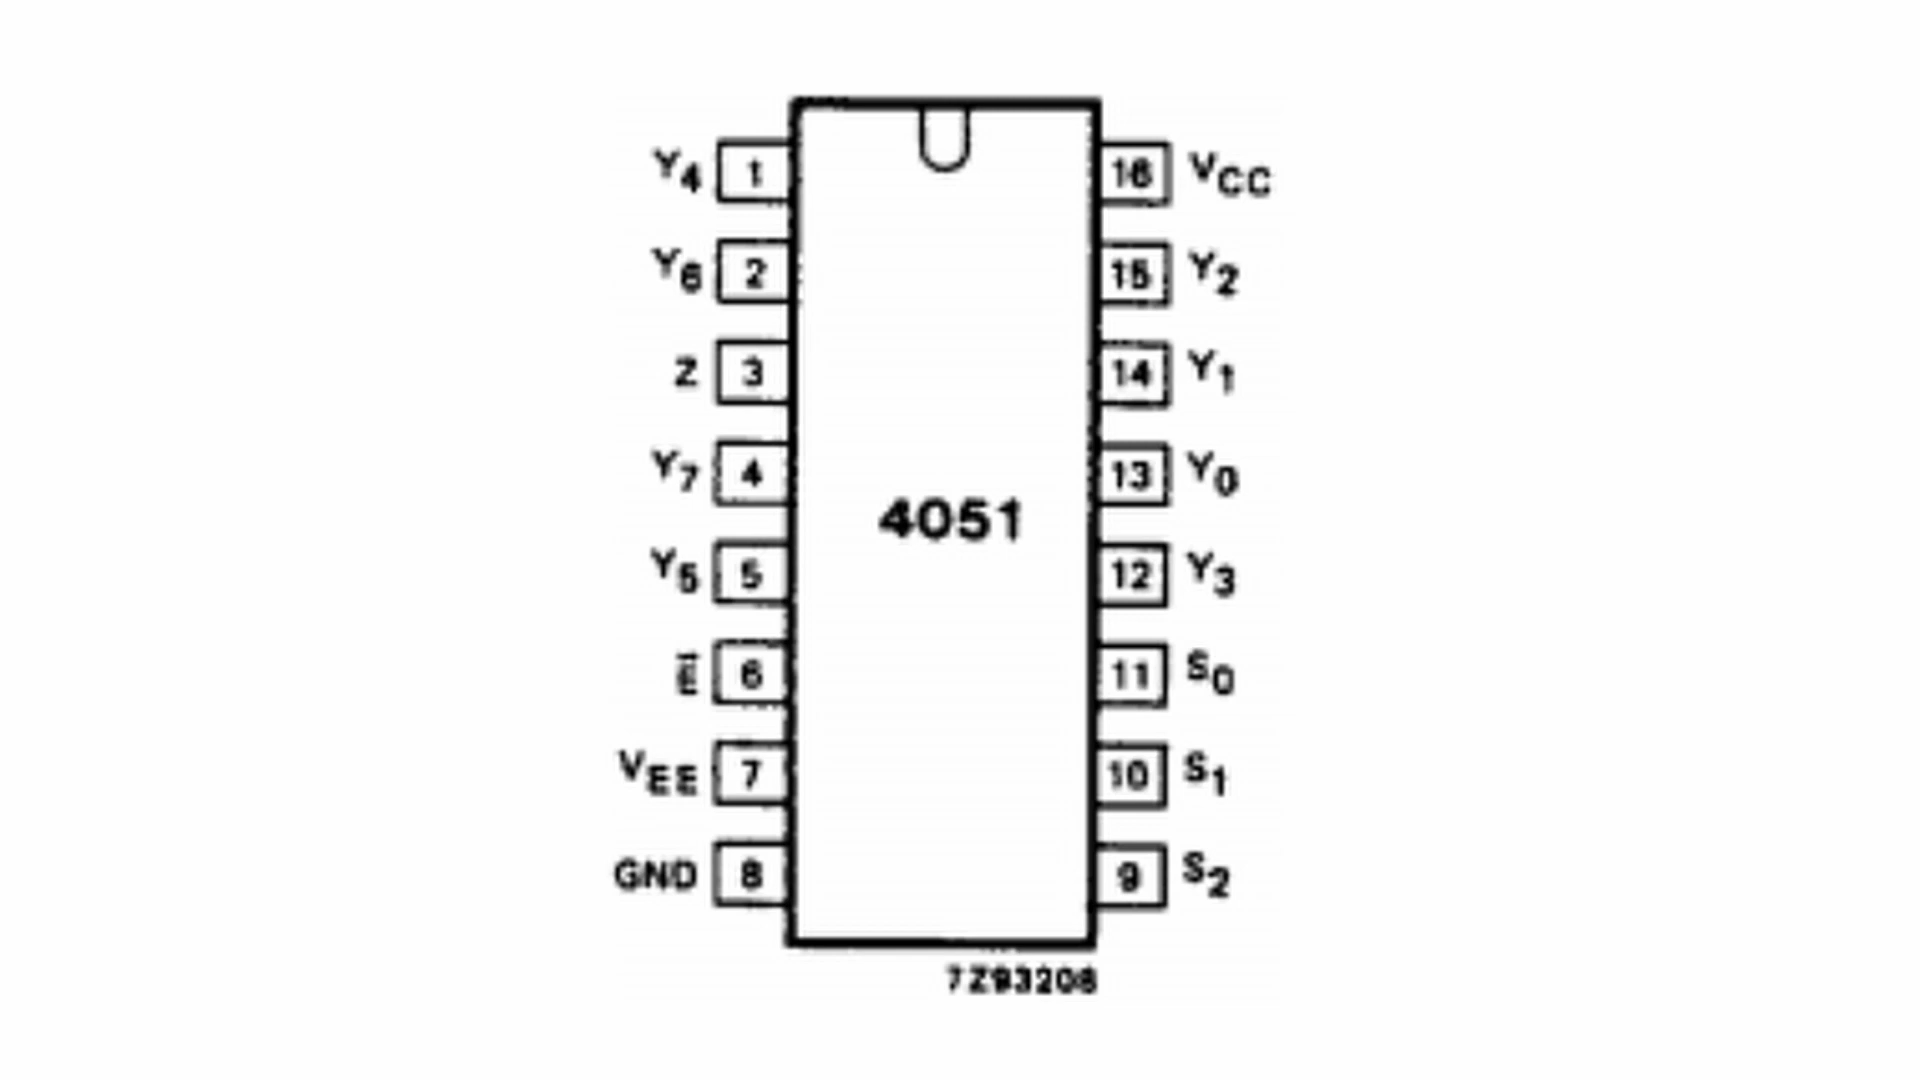 Y4 1 16 VCC
Y6 2 15 Y2
Z 3 14 Y1
Y7 4 13 Y0
4051
Y5 5 12 Y3
E̅ 6 11 S0
VEE 7 10 S1
GND 8 9 S2
7Z93206